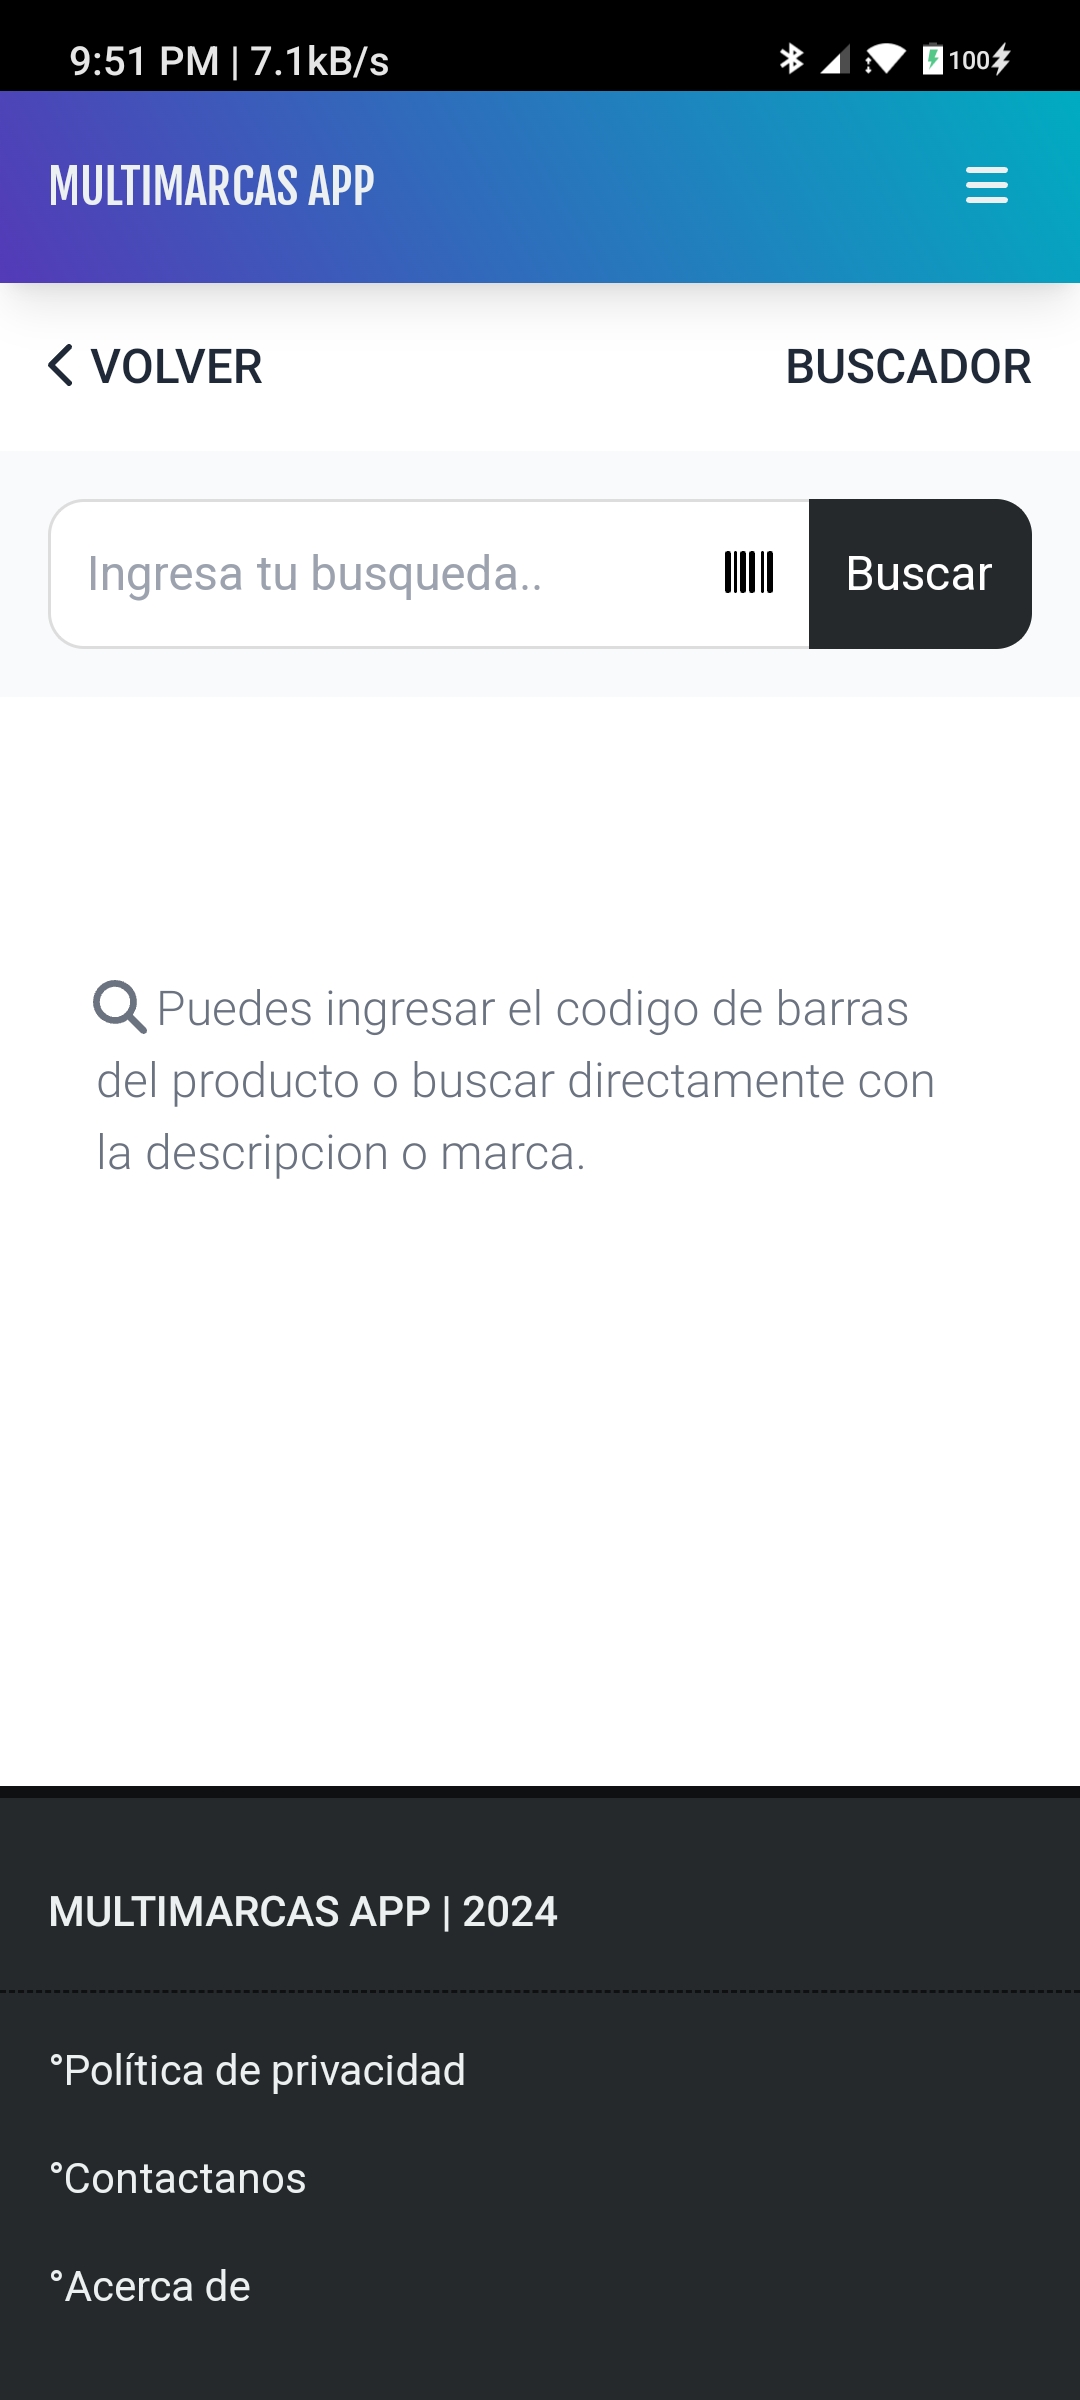 9:51 PM | 7.1kB/s 100
MULTIMARCAS APP
VOLVER BUSCADOR
Ingresa tu busqueda.. Buscar
Puedes ingresar el codigo de barras
del producto o buscar directamente con
la descripcion o marca.
MULTIMARCAS APP | 2024
°Política de privacidad
°Contactanos
°Acerca de